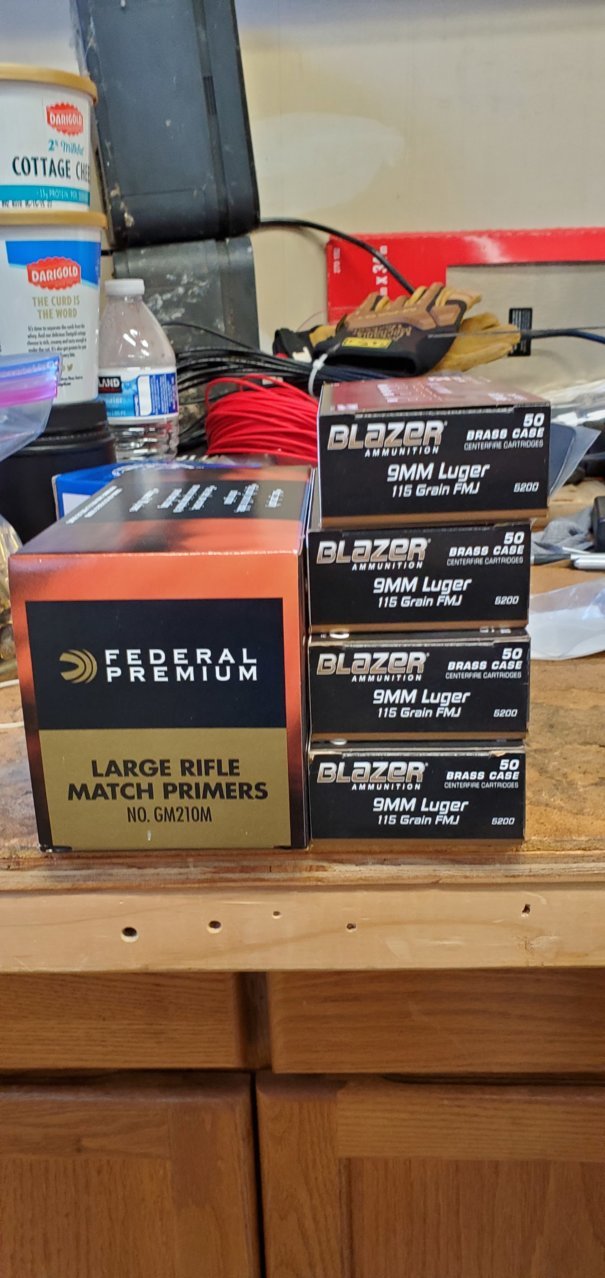 DARIGOLD
2% Milkfat
COTTAGE CHEE
DARIGOLD
THE CURD IS
THE WORD
FEDERAL
PREMIUM
LARGE RIFLE
MATCH PRIMERS
NO. GM210M
BLAZER
AMMUNITION
50
BRASS CASE
CENTERFIRE CARTRIDGES
9MM Luger
115 Grain FMJ
5200
BLAZER
AMMUNITION
50
BRASS CASE
CENTERFIRE CARTRIDGES
9MM Luger
115 Grain FMJ
5200
BLAZER
AMMUNITION
50
BRASS CASE
CENTERFIRE CARTRIDGES
9MM Luger
115 Grain FMJ
5200
BLAZER
AMMUNITION
50
BRASS CASE
CENTERFIRE CARTRIDGES
9MM Luger
115 Grain FMJ
5200